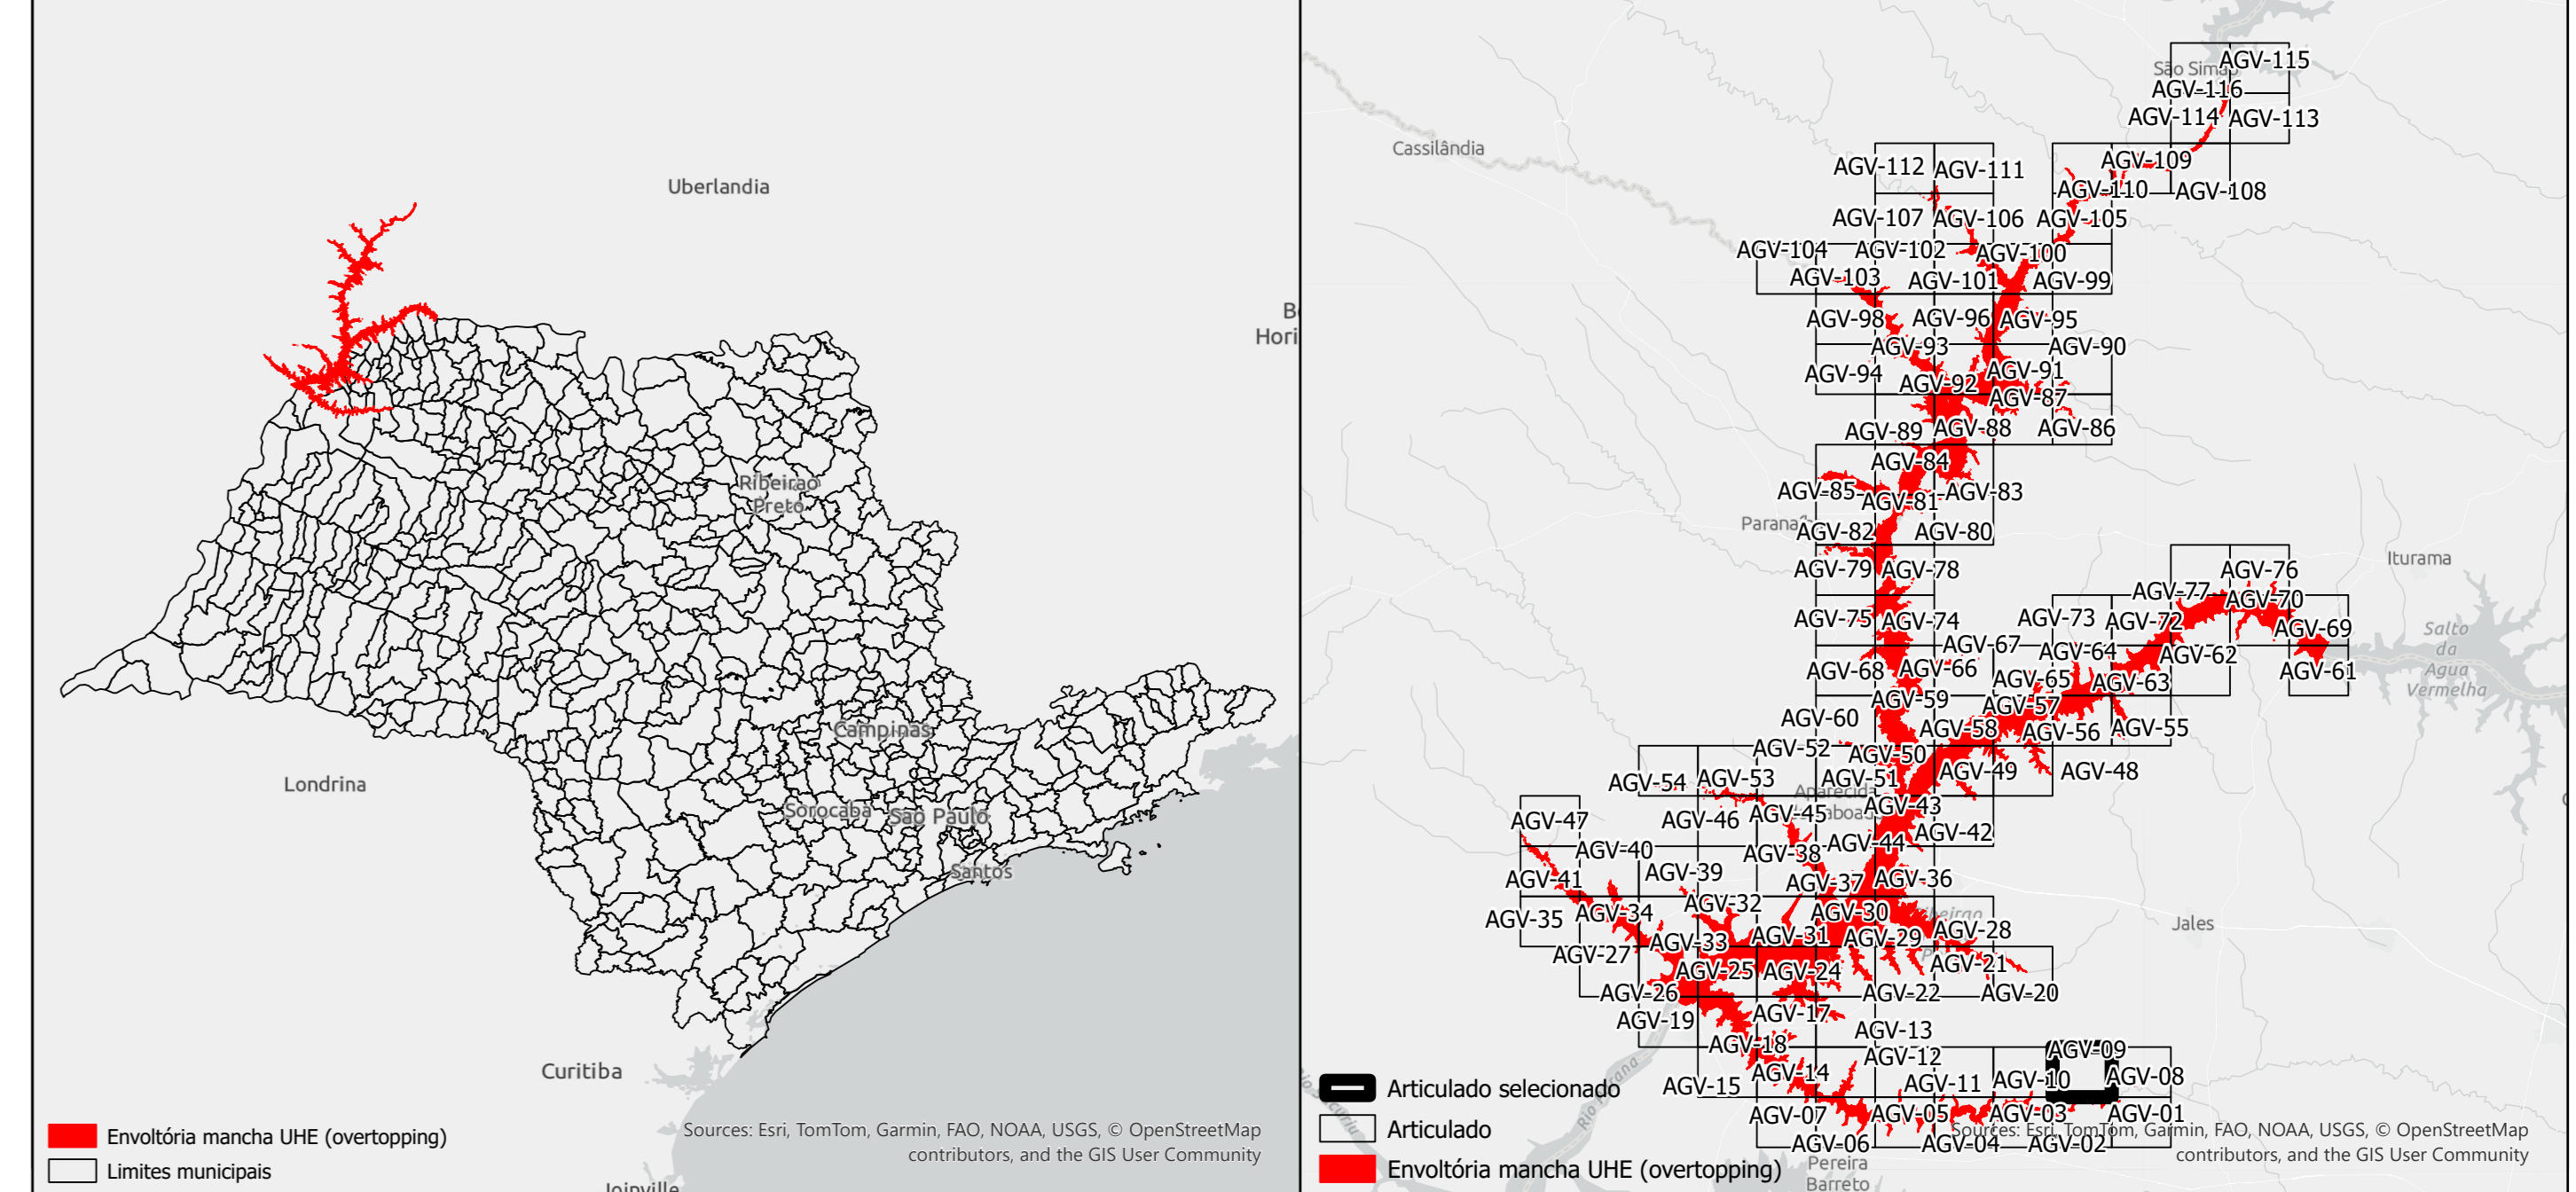 Uberlandia
Ribeirao
Preto
Campinas
Sorocaba
Sao Paulo
Santos
Londrina
Curitiba
Joinville
Hori
Envoltória mancha UHE (overtopping)
Limites municipais
Sources: Esri, TomTom, Garmin, FAO, NOAA, USGS, © OpenStreetMap
contributors, and the GIS User Community
AGV-115
São Simã
AGV-116
AGV-114 AGV-113
Cassilândia
AGV-109
AGV-112 AGV-111
AGV-110 AGV-108
AGV-107 AGV-106 AGV-105
AGV-104 AGV-102 AGV-100
AGV-103 AGV-101 AGV-99
AGV-98 AGV-96 AGV-95
AGV-93 AGV-90
AGV-94 AGV-92 AGV-91
AGV-87
AGV-89 AGV-88 AGV-86
AGV-84
AGV-85 AGV-81 AGV-83
Paranaíb
AGV-82 AGV-80
Iturama
AGV-79 AGV-78 AGV-76
AGV-77 AGV-70
AGV-75 AGV-74 AGV-73 AGV-72 AGV-69
AGV-67 AGV-64 AGV-62
AGV-68 AGV-66 AGV-65 AGV-63 AGV-61
Salto
da
Agua
Vermelha
AGV-59 AGV-57
AGV-60 AGV-58 AGV-56 AGV-55
AGV-52 AGV-50
AGV-54 AGV-53 AGV-51 AGV-49 AGV-48
Aparecida
aboad
AGV-47 AGV-46 AGV-45 AGV-43
AGV-42
AGV-40 AGV-38 AGV-44
AGV-41 AGV-39 AGV-37 AGV-36
AGV-35 AGV-34 AGV-32 AGV-30
Ribeirao
Jales
AGV-33 AGV-31 AGV-29 AGV-28
AGV-27 AGV-25 AGV-24 AGV-21
AGV-26 AGV-22 AGV-20
AGV-19 AGV-17 AGV-13
AGV-18 AGV-12 AGV-09
AGV-15 AGV-14 AGV-11 AGV-10 AGV-08
AGV-07 AGV-05 AGV-03 AGV-01
AGV-06 AGV-04 AGV-02
Pereira
Barreto
Rio Parana
Rio Sucuriu
Articulado selecionado
Articulado
Envoltória mancha UHE (overtopping)
Sources: Esri, TomTom, Garmin, FAO, NOAA, USGS, © OpenStreetMap
contributors, and the GIS User Community